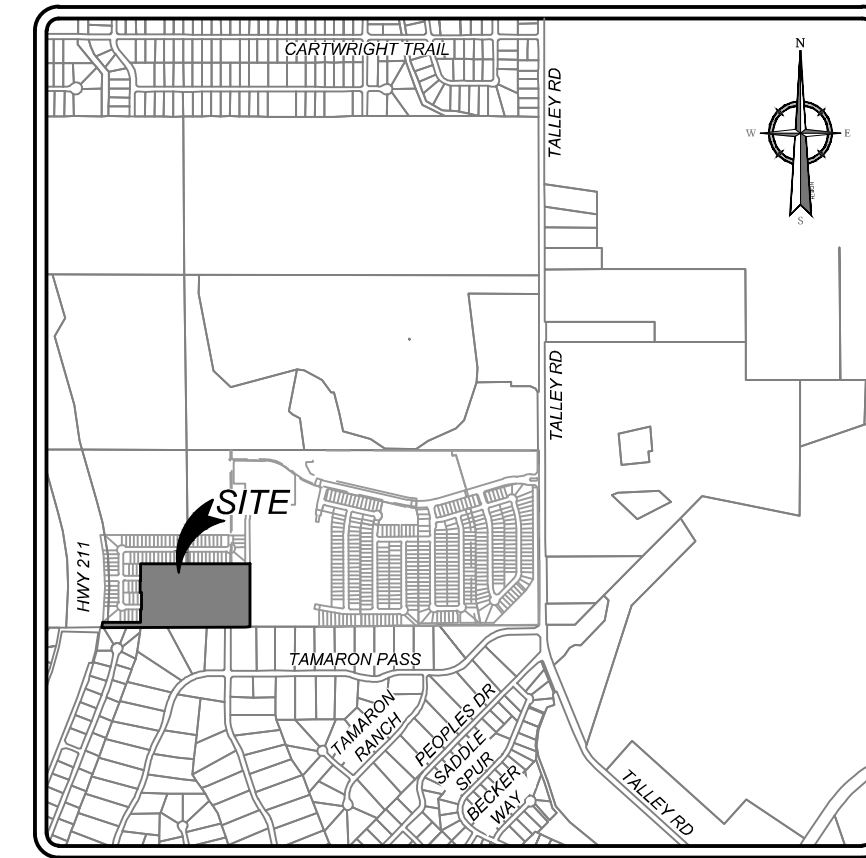 CARTWRIGHT TRAIL
TALLEY RD
N
W
E
S
TALLEY RD
SITE
HWY 211
TAMARON PASS
TAMARON
RANCH
PEOPLES DR
SADDLE
SPUR
BECKER
WAY
TALLEY RD